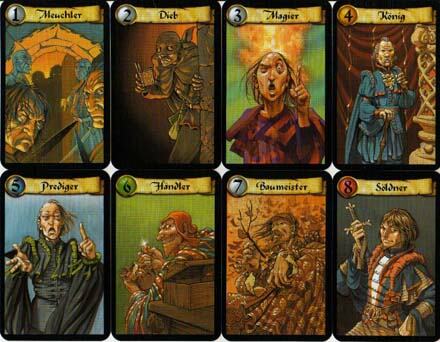 1 Meuchler
2 Dieb
3 Magier
4 König
5 Prediger
6 Händler
7 Baumeister
8 Söldner